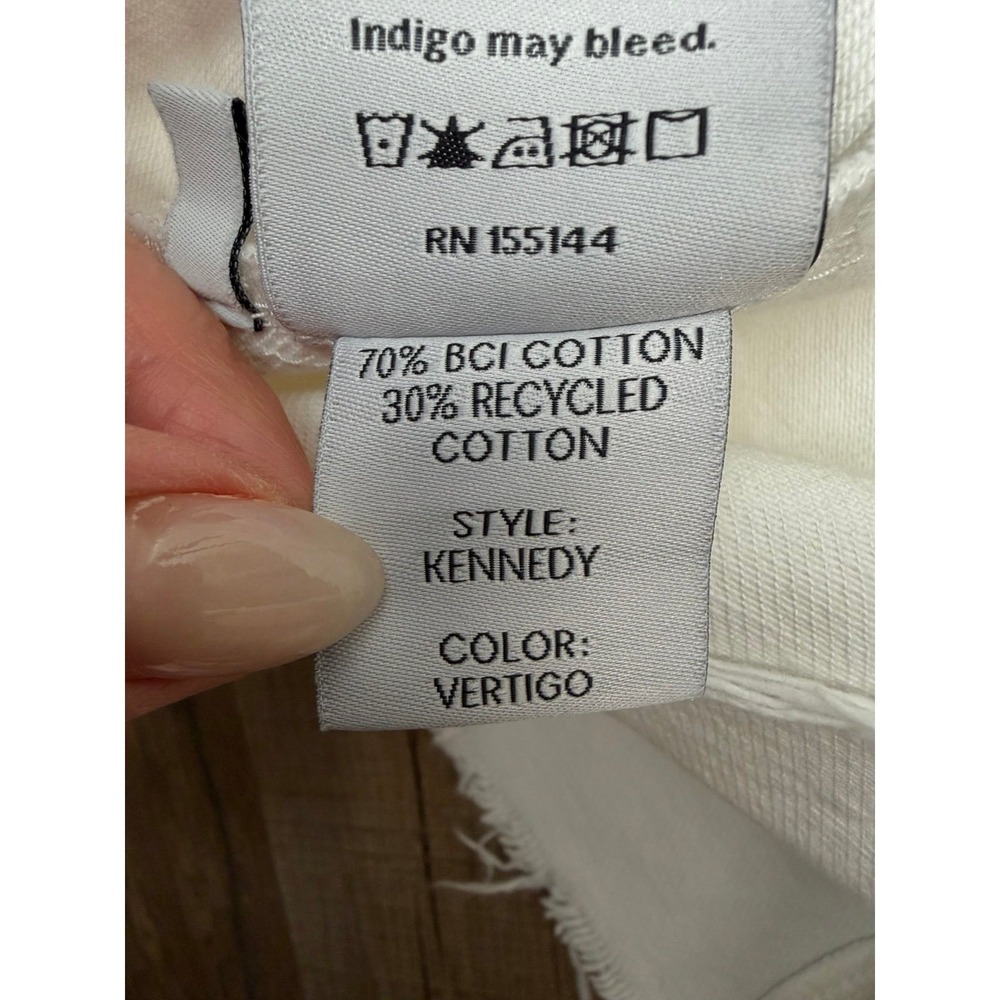 Indigo may bleed.
RN 155144
70% BCI COTTON
30% RECYCLED
COTTON
STYLE:
KENNEDY
COLOR:
VERTIGO